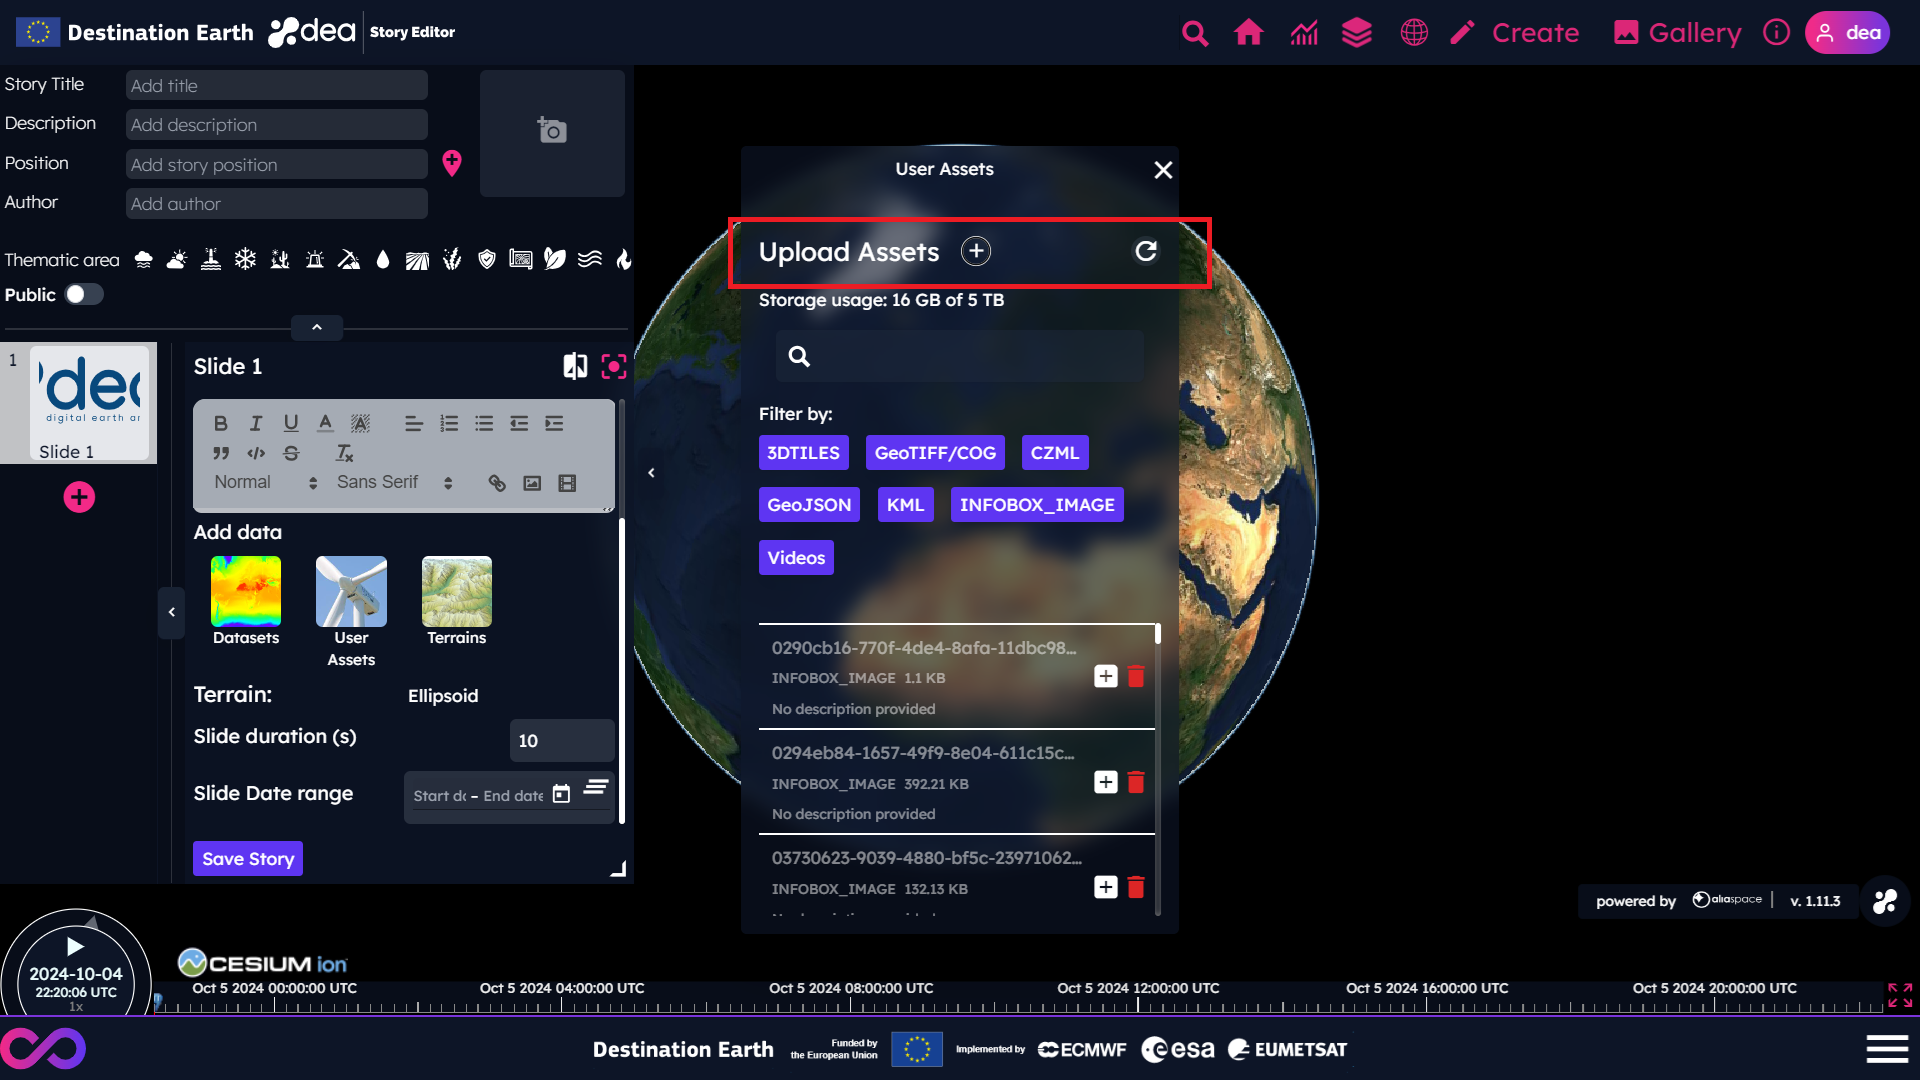 Destination Earth dea Story Editor
Create
Gallery
dea
Story Title Add title
Description Add description
Position Add story position
Author Add author
Thematic area
Public
1
dea
digital earth ar
Slide 1
Slide 1
B I U A A
Normal Sans Serif
Add data
Datasets
User
Assets
Terrains
Terrain: Ellipsoid
Slide duration (s) 10
Slide Date range – End date
Save Story
User Assets
Upload Assets
Storage usage: 16 GB of 5 TB
Filter by:
3DTILES GeoTIFF/COG CZML
GeoJSON KML INFOBOX_IMAGE
Videos
0290cb16-770f-4de4-8afa-11dbc98...
INFOBOX_IMAGE 1.1 KB
No description provided
0294eb84-1657-49f9-8e04-611c15c...
INFOBOX_IMAGE 392.21 KB
No description provided
03730623-9039-4880-bf5c-23971062...
INFOBOX_IMAGE 132.13 KB
powered by aliaspace | v. 1.11.3
2024-10-04
22:20:06 UTC
1x
CESIUM ion
Oct 5 2024 00:00:00 UTC Oct 5 2024 04:00:00 UTC Oct 5 2024 08:00:00 UTC Oct 5 2024 12:00:00 UTC Oct 5 2024 16:00:00 UTC Oct 5 2024 20:00:00 UTC
Destination Earth
Funded by
the European Union
Implemented by ECMWF esa EUMETSAT